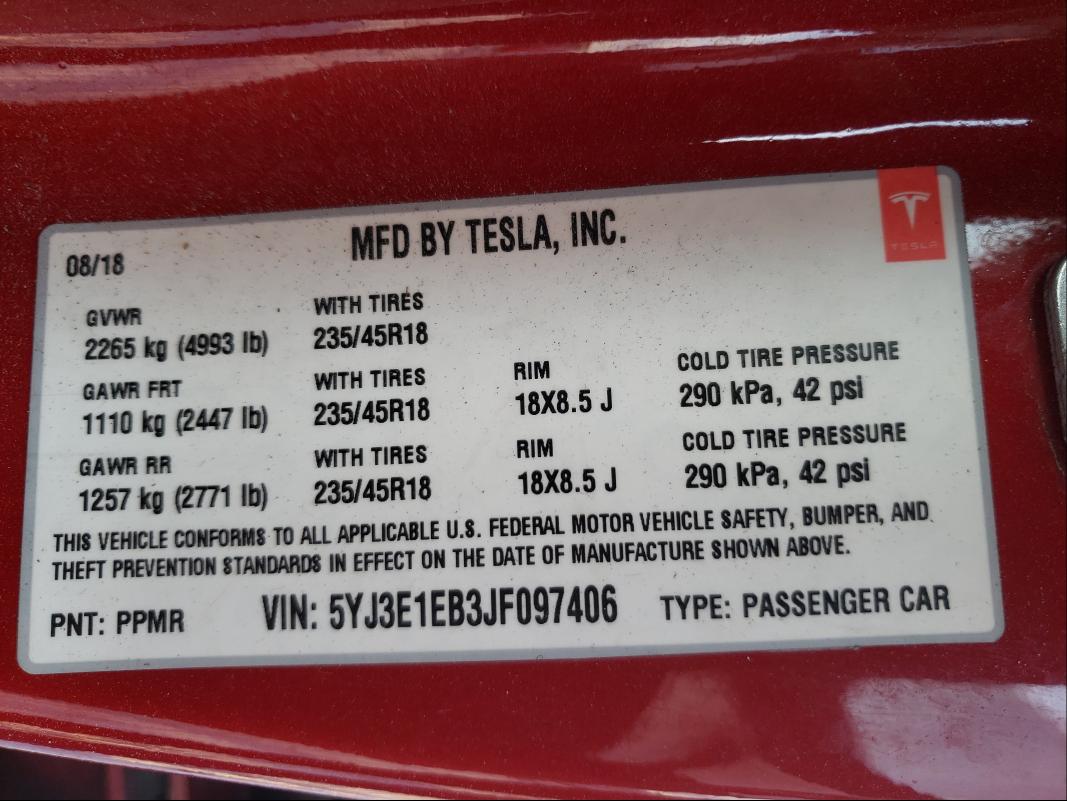 MFD BY TESLA, INC.
TESLA
08/18
GVWR WITH TIRES
2265 kg (4993 lb) 235/45R18
GAWR FRT WITH TIRES RIM COLD TIRE PRESSURE
1110 kg (2447 lb) 235/45R18 18X8.5 J 290 kPa, 42 psi
GAWR RR WITH TIRES RIM COLD TIRE PRESSURE
1257 kg (2771 lb) 235/45R18 18X8.5 J 290 kPa, 42 psi
THIS VEHICLE CONFORMS TO ALL APPLICABLE U.S. FEDERAL MOTOR VEHICLE SAFETY, BUMPER, AND
THEFT PREVENTION STANDARDS IN EFFECT ON THE DATE OF MANUFACTURE SHOWN ABOVE.
PNT: PPMR VIN: 5YJ3E1EB3JF097406 TYPE: PASSENGER CAR